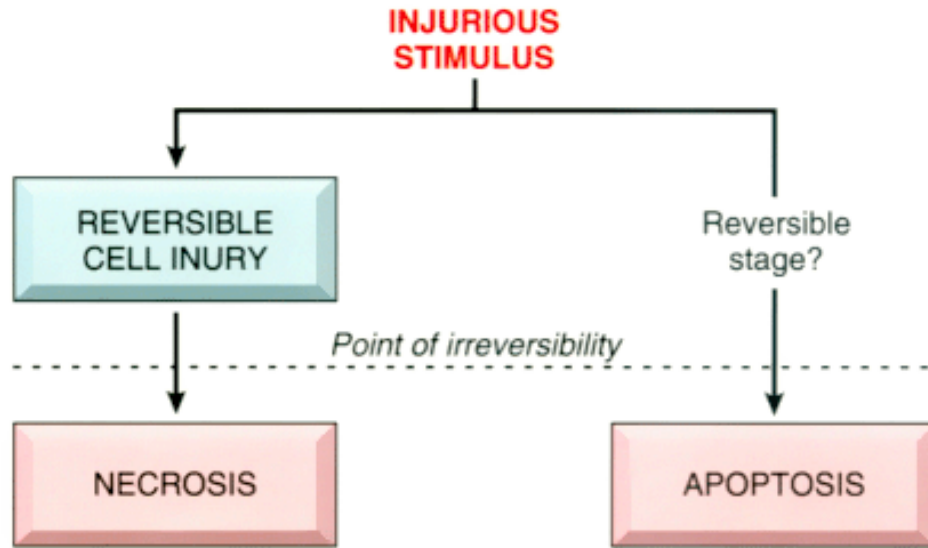 INJURIOUS
STIMULUS
REVERSIBLE
CELL INURY
Reversible
stage?
Point of irreversibility
NECROSIS
APOPTOSIS